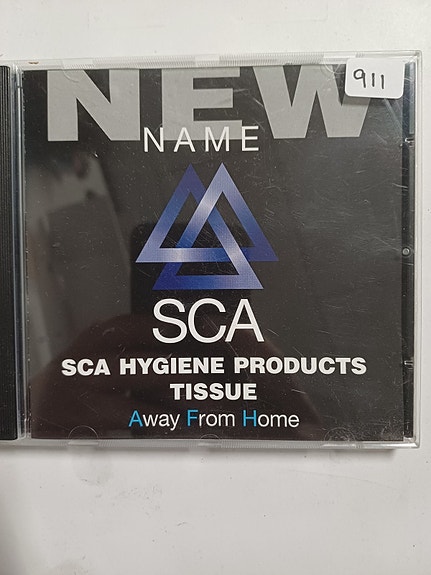 NEW
911
NAME
SCA
SCA HYGIENE PRODUCTS
TISSUE
Away From Home